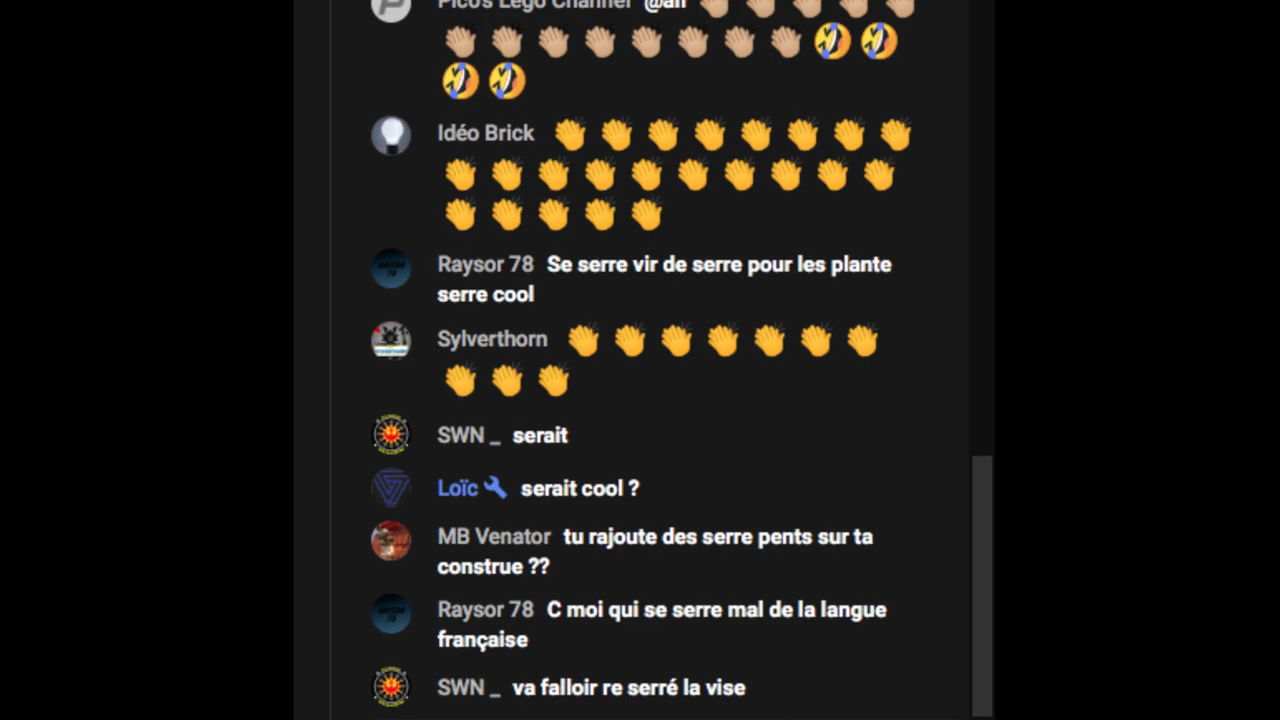 Pico's Lego Channel @all 👏🏼 👏🏼 👏🏼 👏🏼 👏🏼
👏🏼 👏🏼 👏🏼 👏🏼 👏🏼 👏🏼 👏🏼 👏🏼 🤣 🤣
🤣 🤣
Idéo Brick 👏 👏 👏 👏 👏 👏 👏 👏
👏 👏 👏 👏 👏 👏 👏 👏 👏 👏
👏 👏 👏 👏 👏
Raysor 78 Se serre vir de serre pour les plante
serre cool
Sylverthorn 👏 👏 👏 👏 👏 👏 👏
👏 👏 👏
SWN _ serait
Loïc 🔧 serait cool ?
MB Venator tu rajoute des serre pents sur ta
construe ??
Raysor 78 C moi qui se serre mal de la langue
française
SWN _ va falloir re serré la vise